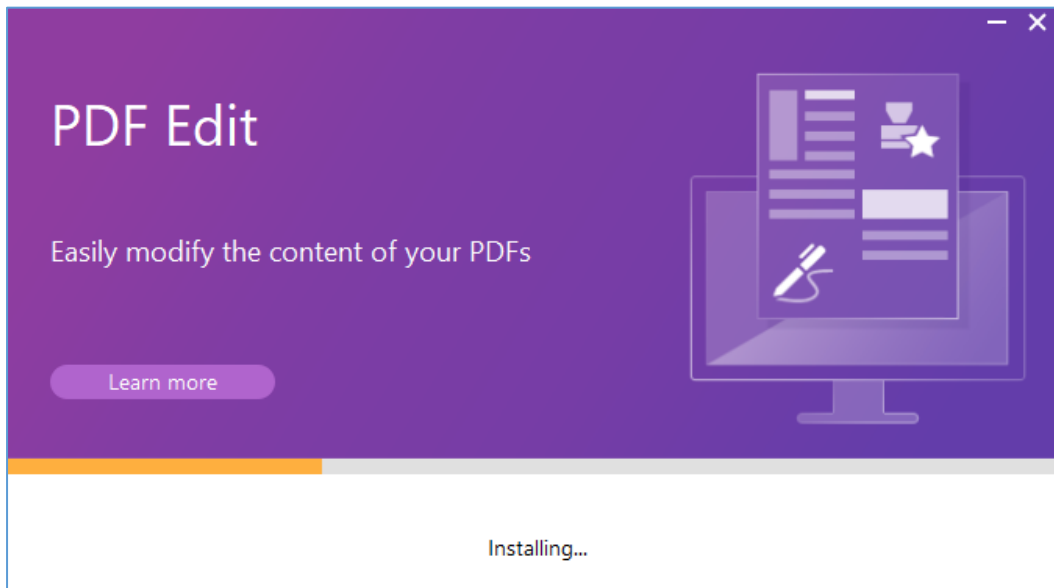 PDF Edit
Easily modify the content of your PDFs
Learn more
Installing...